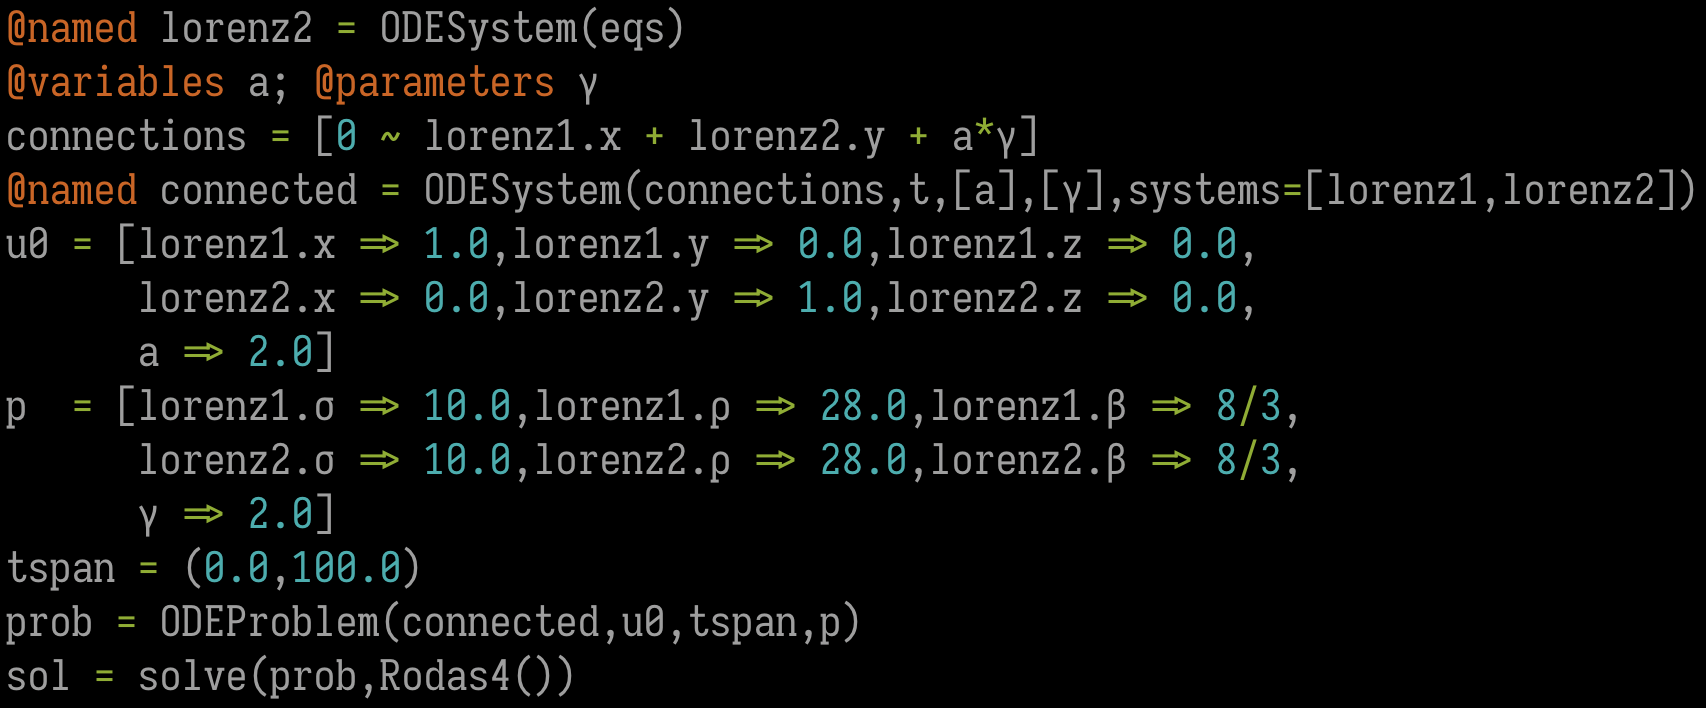 @named lorenz2 = ODESystem(eqs)
@variables a; @parameters γ
connections = [0 ~ lorenz1.x + lorenz2.y + a*γ]
@named connected = ODESystem(connections,t,[a],[γ],systems=[lorenz1,lorenz2])
u0 = [lorenz1.x => 1.0,lorenz1.y => 0.0,lorenz1.z => 0.0,
      lorenz2.x => 0.0,lorenz2.y => 1.0,lorenz2.z => 0.0,
      a => 2.0]
p  = [lorenz1.σ => 10.0,lorenz1.ρ => 28.0,lorenz1.β => 8/3,
      lorenz2.σ => 10.0,lorenz2.ρ => 28.0,lorenz2.β => 8/3,
      γ => 2.0]
tspan = (0.0,100.0)
prob = ODEProblem(connected,u0,tspan,p)
sol = solve(prob,Rodas4())